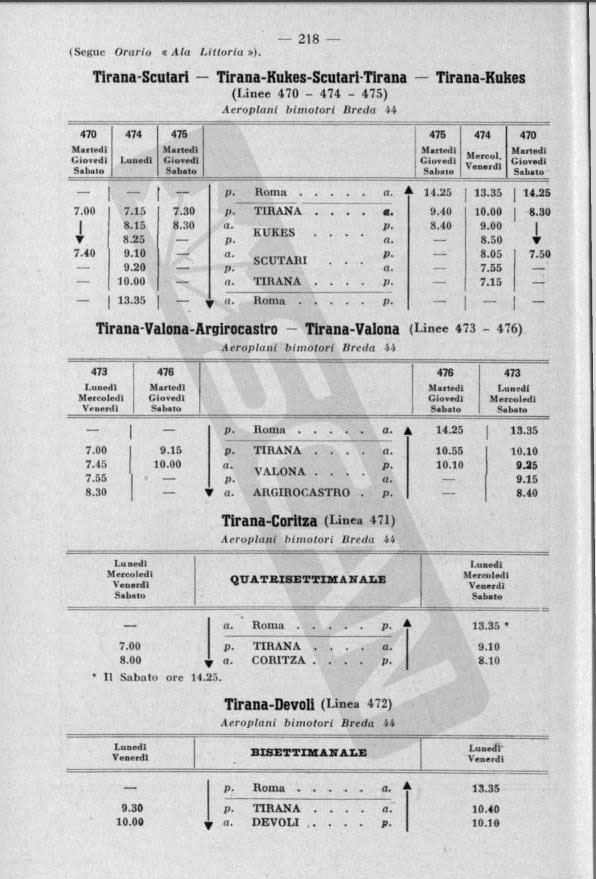 — 218 —
(Segue Orario « Ala Littoria »).
Tirana-Scutari — Tirana-Kukes-Scutari-Tirana — Tirana-Kukes
(Linee 470 – 474 – 475)
Aeroplani bimotori Breda 44
470 474 475 475 474 470
Martedì Giovedì Sabato Lunedì Martedì Giovedì Sabato Martedì Giovedì Sabato Mercol. Venerdì Martedì Giovedì Sabato
— — — p. Roma . . . . . a. 14.25 13.35 14.25
7.00 7.15 7.30 p. TIRANA . . . . a. 9.40 10.00 8.30
8.15 8.30 a. KUKES . . . . p. 8.40 9.00
8.25 — p. a. — 8.50
7.40 9.10 — a. SCUTARI . . . p. — 8.05 7.50
— 9.20 — p. a. — 7.55 —
— 10.00 — a. TIRANA . . . . p. — 7.15 —
— 13.35 — a. Roma . . . . . p. — — —
Tirana-Valona-Argirocastro — Tirana-Valona (Linee 473 – 476)
Aeroplani bimotori Breda 44
473 476 476 473
Lunedì Mercoledì Venerdì Martedì Giovedì Sabato Martedì Giovedì Sabato Lunedì Mercoledì Sabato
— — p. Roma . . . . . a. 14.25 13.35
7.00 9.15 p. TIRANA . . . . a. 10.55 10.10
7.45 10.00 a. VALONA . . . . p. 10.10 9.25
7.55 — p. a. — 9.15
8.30 — a. ARGIROCASTRO . p. — 8.40
Tirana-Coritza (Linea 471)
Aeroplani bimotori Breda 44
Lunedì Mercoledì Venerdì Sabato QUATRISETTIMANALE Lunedì Mercoledì Venerdì Sabato
— a. Roma . . . . . p. 13.35 *
7.00 p. TIRANA . . . . a. 9.10
8.00 a. CORITZA . . . . p. 8.10
* Il Sabato ore 14.25.
Tirana-Devoli (Linea 472)
Aeroplani bimotori Breda 44
Lunedì Venerdì BISETTIMANALE Lunedì Venerdì
— p. Roma . . . . . a. 13.35
9.30 p. TIRANA . . . . a. 10.40
10.00 a. DEVOLI . . . . . p. 10.10